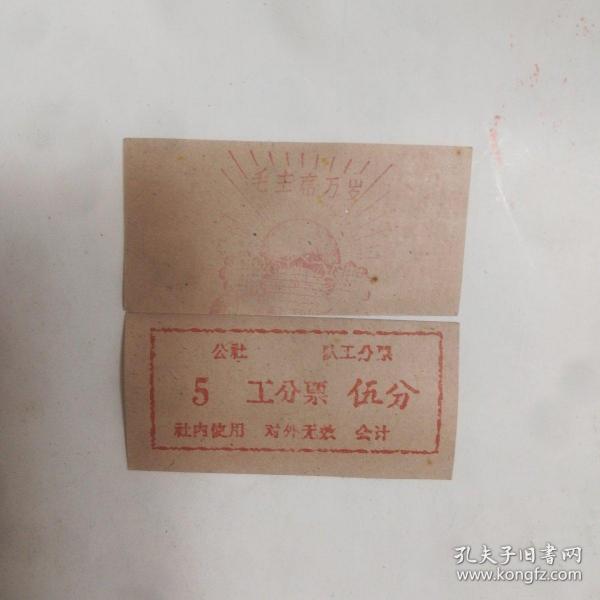 毛主席万岁
公社 队工分票
5 工分票 伍分
社内使用 对外无效 会计
孔夫子旧书网
www.kongfz.com